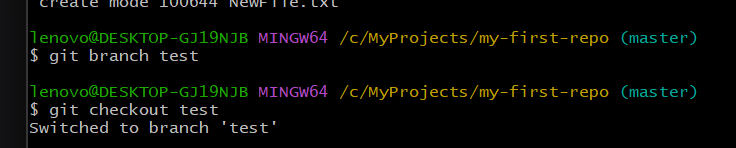 create mode 100644 NewFile.txt
lenovo@DESKTOP-GJ19NJB MINGW64 /c/MyProjects/my-first-repo (master)
$ git branch test
lenovo@DESKTOP-GJ19NJB MINGW64 /c/MyProjects/my-first-repo (master)
$ git checkout test
Switched to branch 'test'